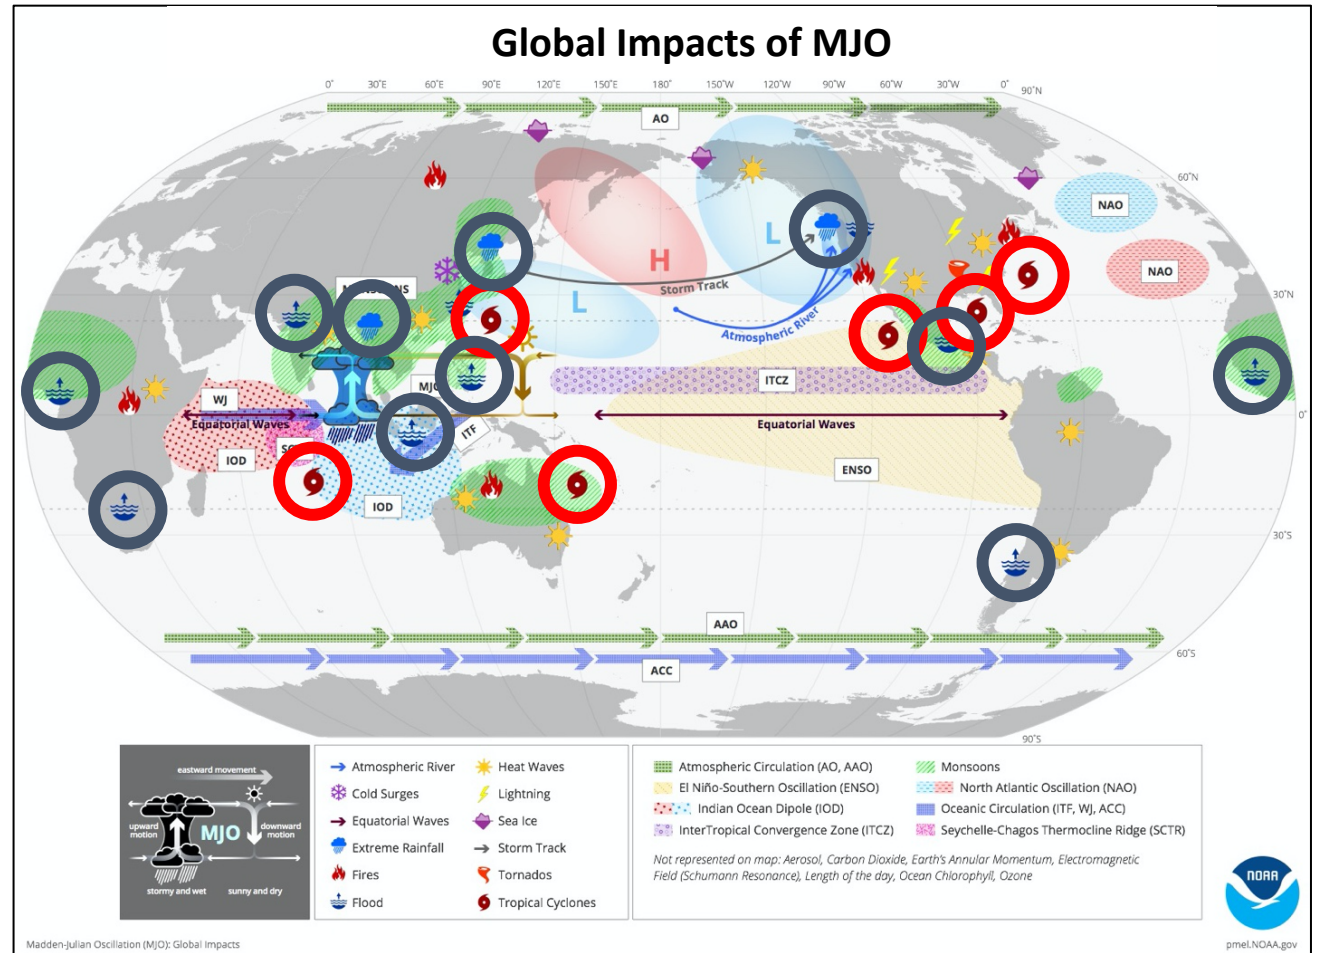 Global Impacts of MJO
0° 30°E 60°E 90°E 120°E 150°E 180° 150°W 120°W 90°W 60°W 30°W 0°
90°N
AO
60°N
NAO
L
H
NAO
Storm Track
L
30°N
Atmospheric River
ITCZ
WJ
Equatorial Waves
Equatorial Waves
0°
ITF
IOD
ENSO
IOD
30°S
AAO
60°S
ACC
90°S
eastward movement
upward motion
MJO
downward motion
stormy and wet
sunny and dry
Atmospheric River
Cold Surges
Equatorial Waves
Extreme Rainfall
Fires
Flood
Heat Waves
Lightning
Sea Ice
Storm Track
Tornados
Tropical Cyclones
Atmospheric Circulation (AO, AAO)
El Niño-Southern Oscillation (ENSO)
Indian Ocean Dipole (IOD)
InterTropical Convergence Zone (ITCZ)
Monsoons
North Atlantic Oscillation (NAO)
Oceanic Circulation (ITF, WJ, ACC)
Seychelle-Chagos Thermocline Ridge (SCTR)
Not represented on map: Aerosol, Carbon Dioxide, Earth's Annular Momentum, Electromagnetic
Field (Schumann Resonance), Length of the day, Ocean Chlorophyll, Ozone
NOAA
Madden-Julian Oscillation (MJO): Global impacts
pmel.NOAA.gov